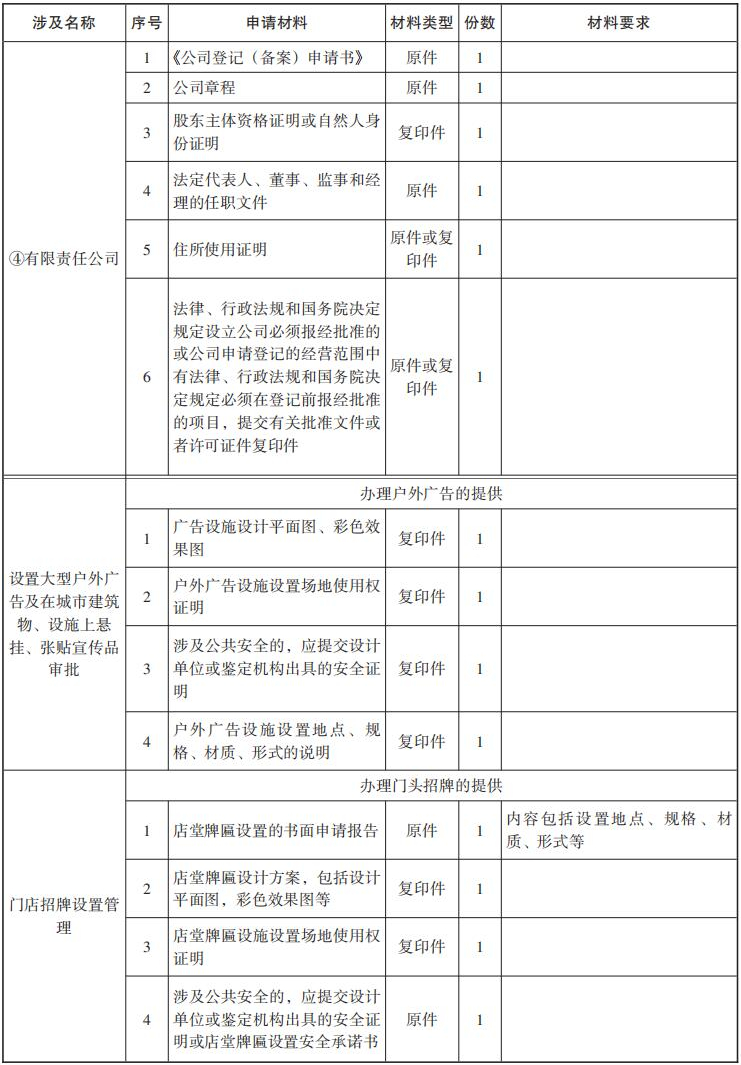 涉及名称 序号 申请材料 材料类型 份数 材料要求
④有限责任公司
1 《公司登记（备案）申请书》 原件 1
2 公司章程 原件 1
3 股东主体资格证明或自然人身
份证明 复印件 1
4 法定代表人、董事、监事和经
理的任职文件 原件 1
5 住所使用证明 原件或复
印件 1
6 法律、行政法规和国务院决定
规定设立公司必须报经批准的
或公司申请登记的经营范围中
有法律、行政法规和国务院决
定规定必须在登记前报经批准
的项目，提交有关批准文件或
者许可证件复印件
原件或复
印件 1
设置大型户外广
告及在城市建筑
物、设施上悬
挂、张贴宣传品
审批
办理户外广告的提供
1 广告设施设计平面图、彩色效
果图 复印件 1
2 户外广告设施设置场地使用权
证明 复印件 1
3 涉及公共安全的，应提交设计
单位或鉴定机构出具的安全证
明 复印件 1
4 户外广告设施设置地点、规
格、材质、形式的说明 复印件 1
门店招牌设置管
理
办理门头招牌的提供
1 店堂牌匾设置的书面申请报告 原件 1 内容包括设置地点、规格、材
质、形式等
2 店堂牌匾设计方案，包括设计
平面图，彩色效果图等 复印件 1
3 店堂牌匾设施设置场地使用权
证明 复印件 1
4 涉及公共安全的，应提交设计
单位或鉴定机构出具的安全证
明或店堂牌匾设置安全承诺书 原件 1